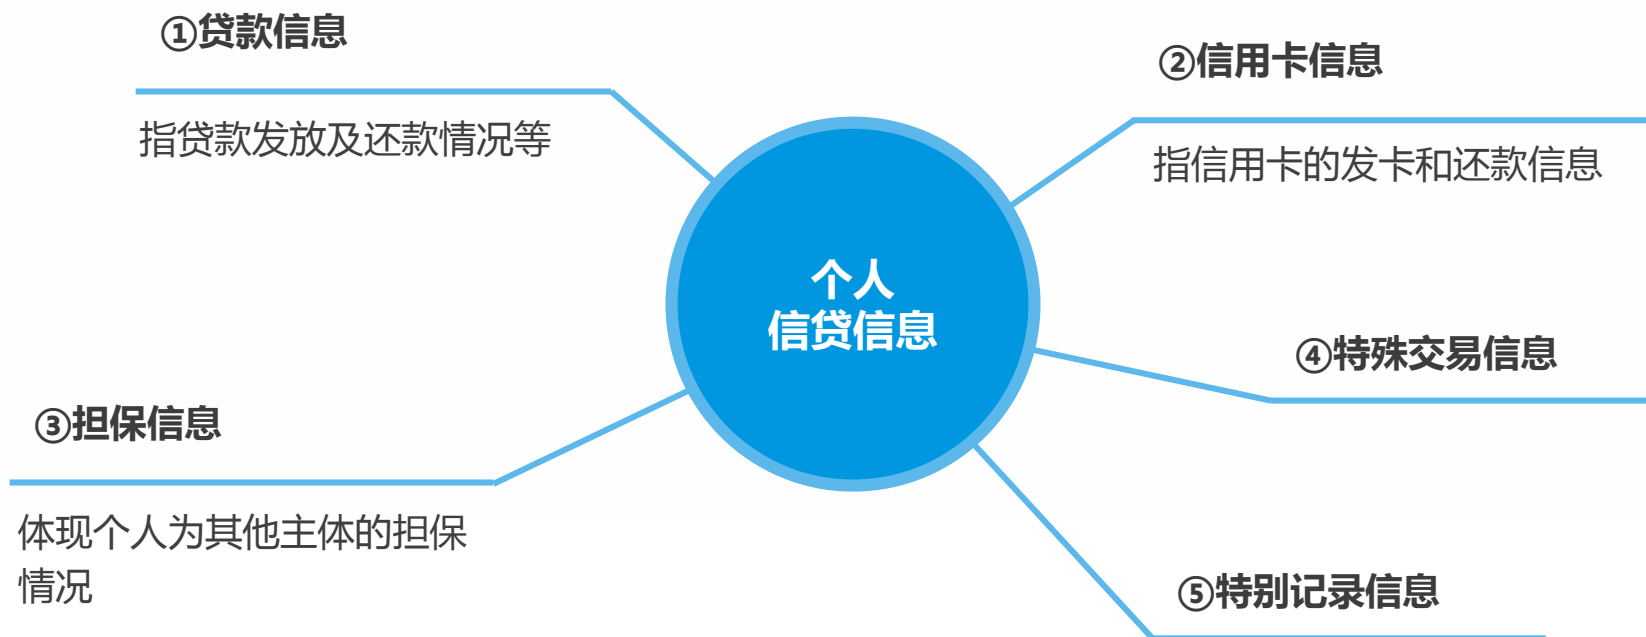 ①贷款信息
指贷款发放及还款情况等
②信用卡信息
指信用卡的发卡和还款信息
个人
信贷信息
③担保信息
体现个人为其他主体的担保
情况
④特殊交易信息
⑤特别记录信息